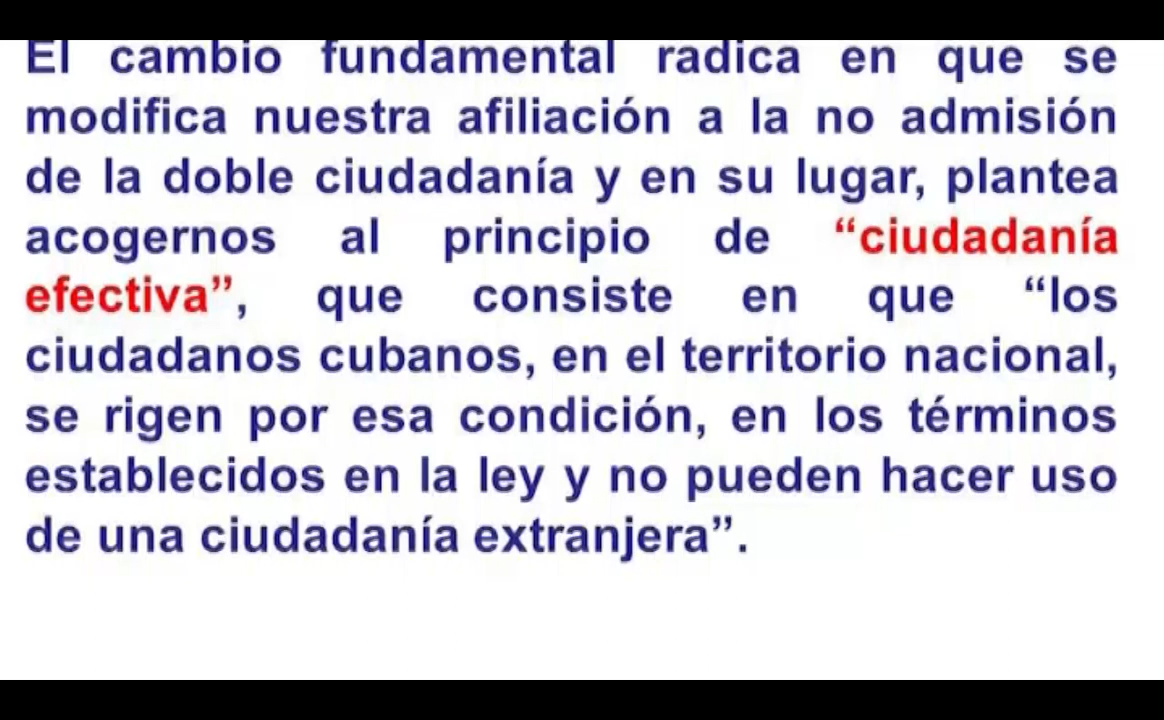 El cambio fundamental radica en que se
modifica nuestra afiliación a la no admisión
de la doble ciudadanía y en su lugar, plantea
acogernos al principio de “ciudadanía
efectiva”, que consiste en que “los
ciudadanos cubanos, en el territorio nacional,
se rigen por esa condición, en los términos
establecidos en la ley y no pueden hacer uso
de una ciudadanía extranjera”.